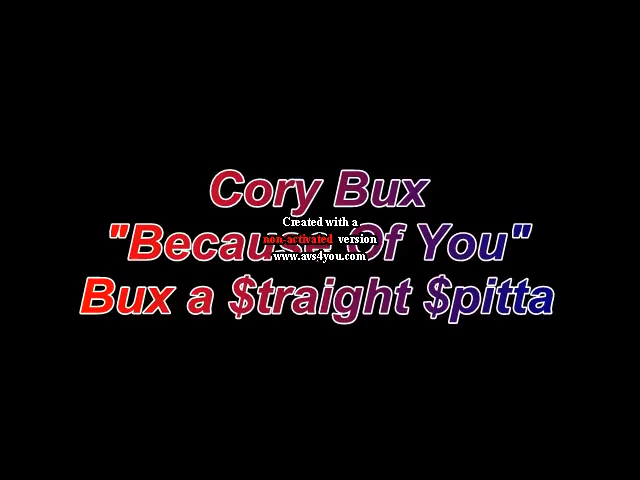 Cory Bux
Created with a
"Because Of You"
non-activated version
www.avs4you.com
Bux a $traight $pitta